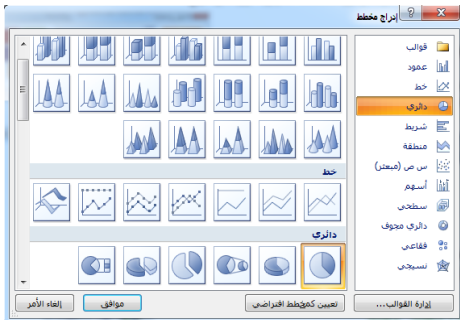 إدراج مخطط
قوالب
عمود
خط
دائري
شريط
منطقة
س ص (مبعثر)
أسهم
سطحي
دائري مجوف
فقاعي
نسيجي
خط
دائري
إدارة القوالب...
تعيين كمخطط افتراضي
موافق
إلغاء الأمر